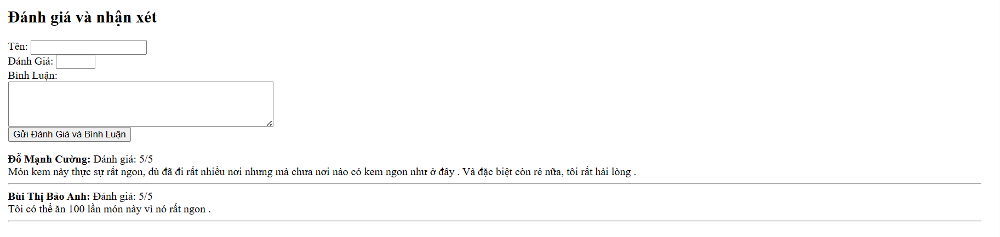 Đánh giá và nhận xét
Tên:
Đánh Giá:
Bình Luận:
Gửi Đánh Giá và Bình Luận
Đỗ Mạnh Cường: Đánh giá: 5/5
Món kem này thực sự rất ngon, dù đã đi rất nhiều nơi nhưng mà chưa nơi nào có kem ngon như ở đây . Và đặc biệt còn rẻ nữa, tôi rất hài lòng .
Bùi Thị Bảo Anh: Đánh giá: 5/5
Tôi có thể ăn 100 lần món này vì nó rất ngon .